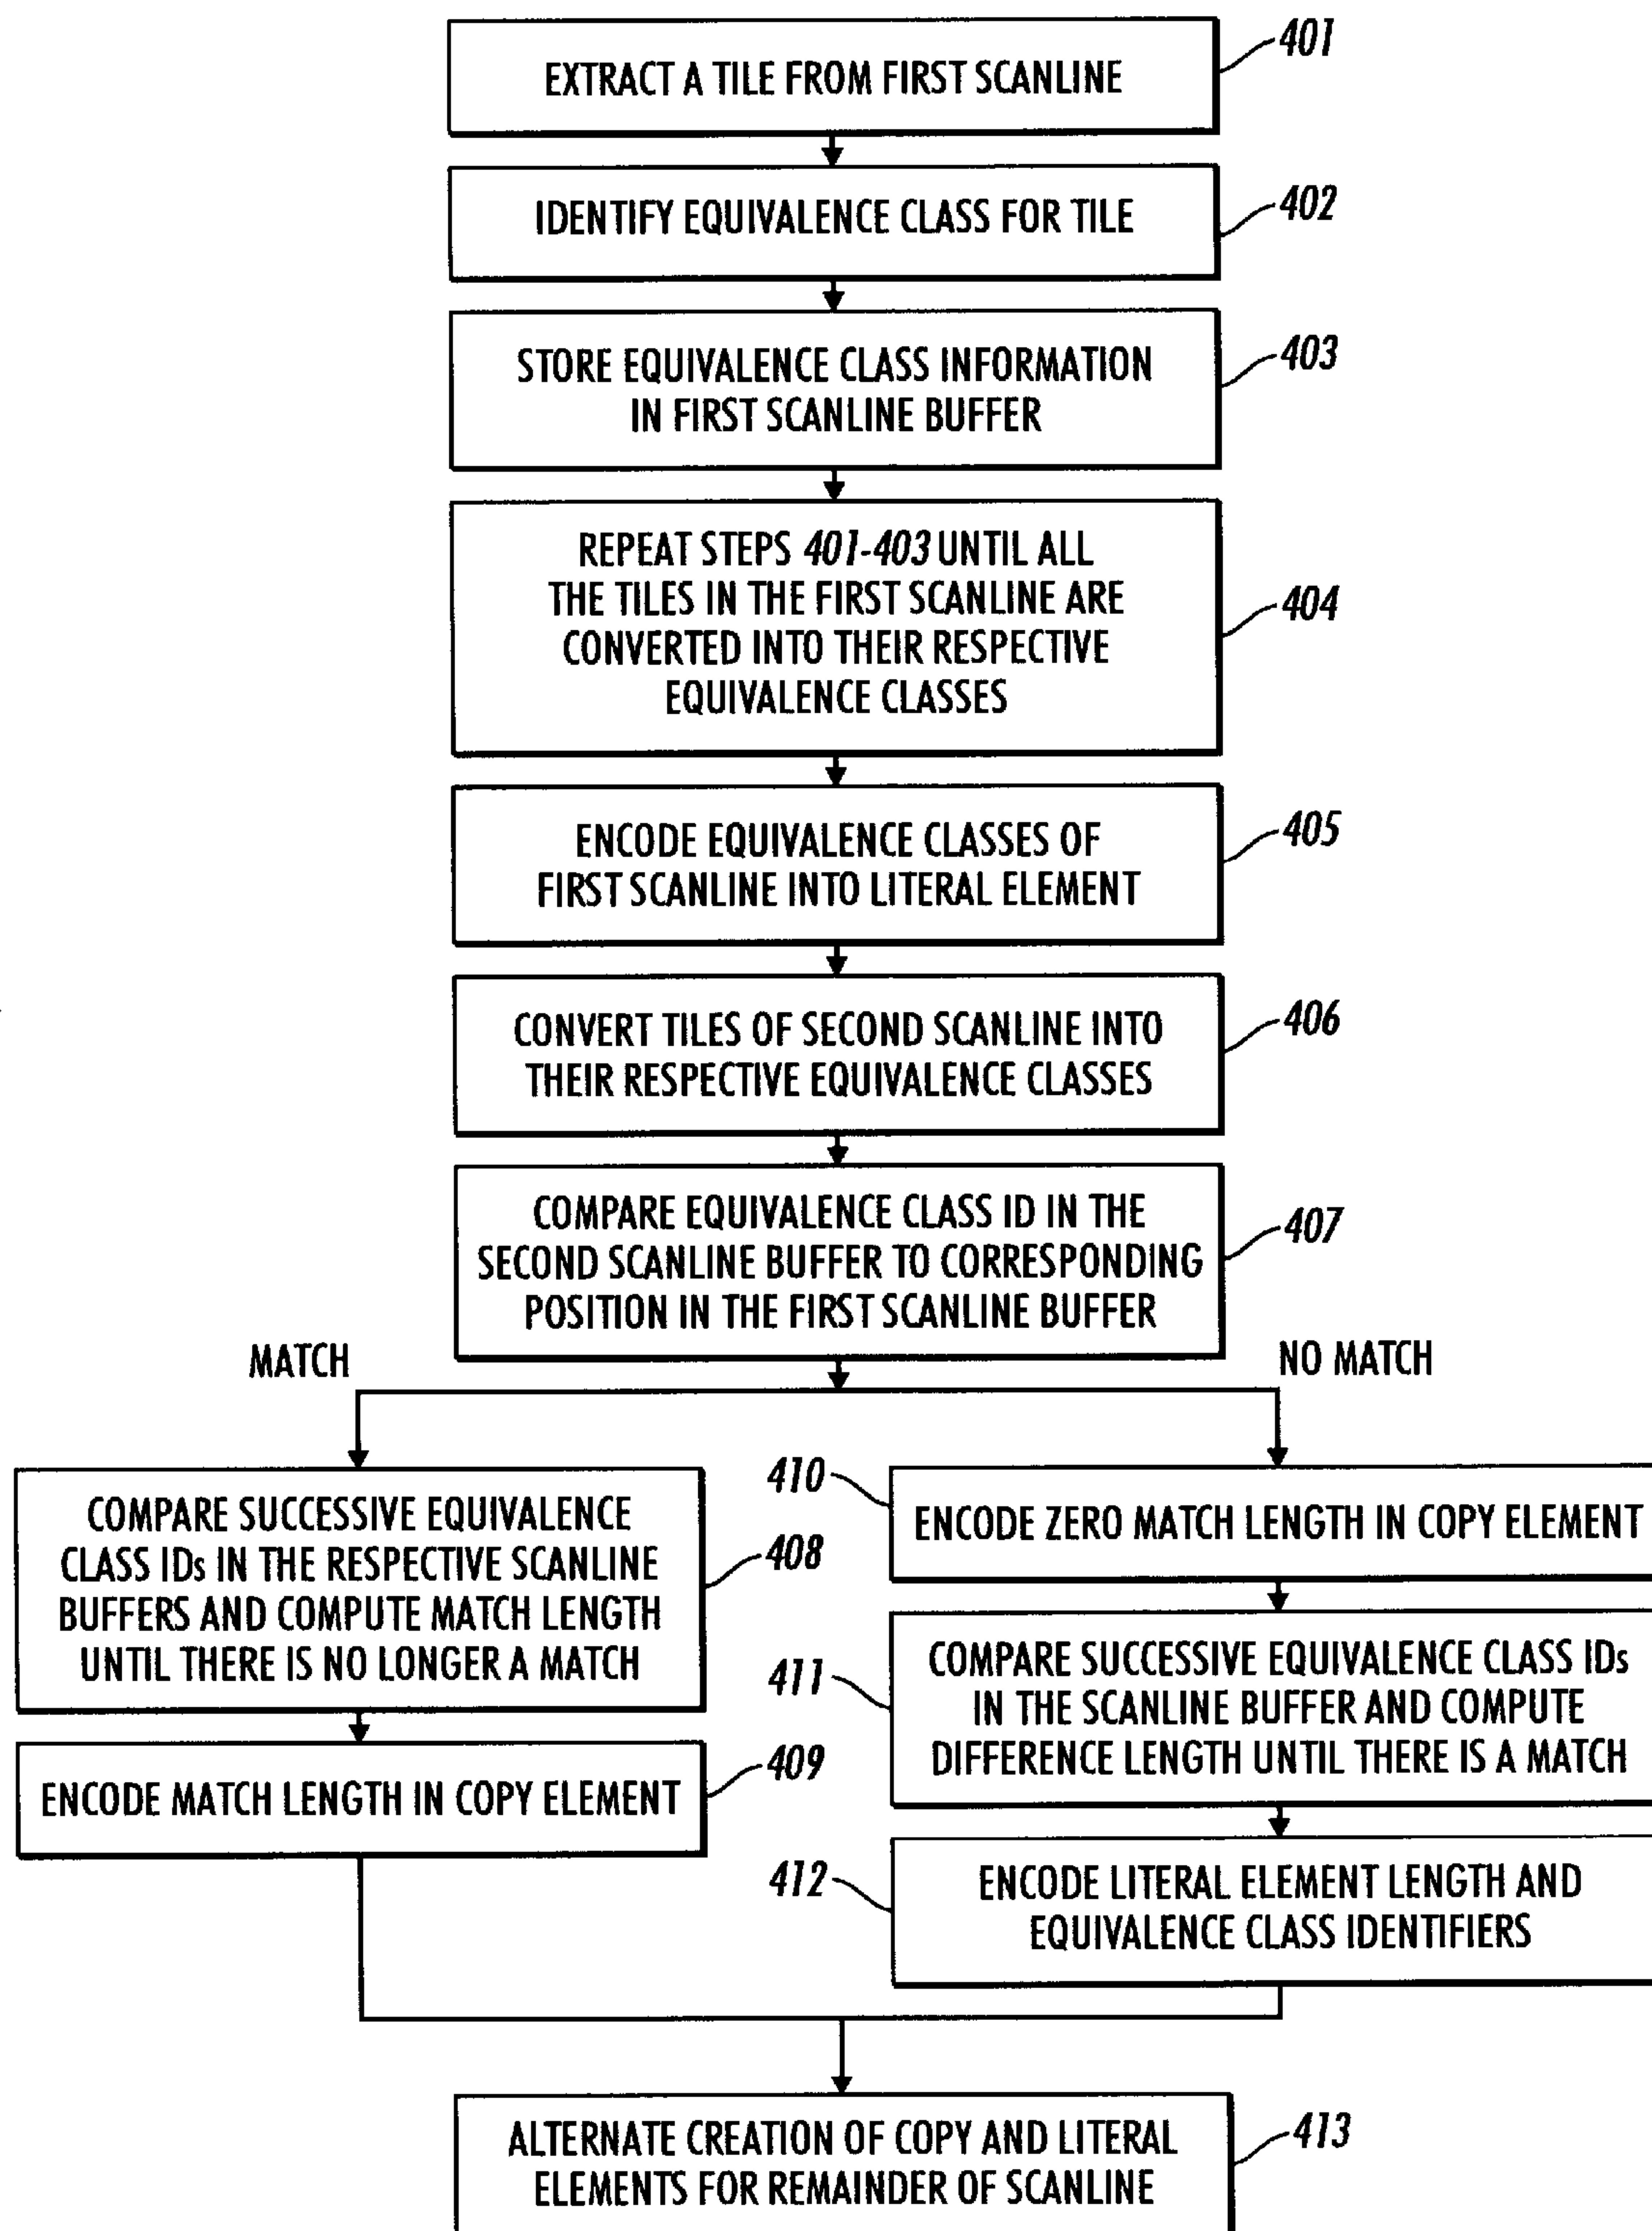 401
EXTRACT A TILE FROM FIRST SCANLINE
402
IDENTIFY EQUIVALENCE CLASS FOR TILE
403
STORE EQUIVALENCE CLASS INFORMATION
IN FIRST SCANLINE BUFFER
REPEAT STEPS 401-403 UNTIL ALL
THE TILES IN THE FIRST SCANLINE ARE
404
CONVERTED INTO THEIR RESPECTIVE
EQUIVALENCE CLASSES
405
ENCODE EQUIVALENCE CLASSES OF
FIRST SCANLINE INTO LITERAL ELEMENT
406
CONVERT TILES OF SECOND SCANLINE INTO
THEIR RESPECTIVE EQUIVALENCE CLASSES
407
COMPARE EQUIVALENCE CLASS ID IN THE
SECOND SCANLINE BUFFER TO CORRESPONDING
POSITION IN THE FIRST SCANLINE BUFFER
MATCH
NO MATCH
COMPARE SUCCESSIVE EQUIVALENCE
CLASS IDs IN THE RESPECTIVE SCANLINE
BUFFERS AND COMPUTE MATCH LENGTH
UNTIL THERE IS NO LONGER A MATCH
408
ENCODE MATCH LENGTH IN COPY ELEMENT
409
410
ENCODE ZERO MATCH LENGTH IN COPY ELEMENT
411
COMPARE SUCCESSIVE EQUIVALENCE CLASS IDs
IN THE SCANLINE BUFFER AND COMPUTE
DIFFERENCE LENGTH UNTIL THERE IS A MATCH
412
ENCODE LITERAL ELEMENT LENGTH AND
EQUIVALENCE CLASS IDENTIFIERS
413
ALTERNATE CREATION OF COPY AND LITERAL
ELEMENTS FOR REMAINDER OF SCANLINE